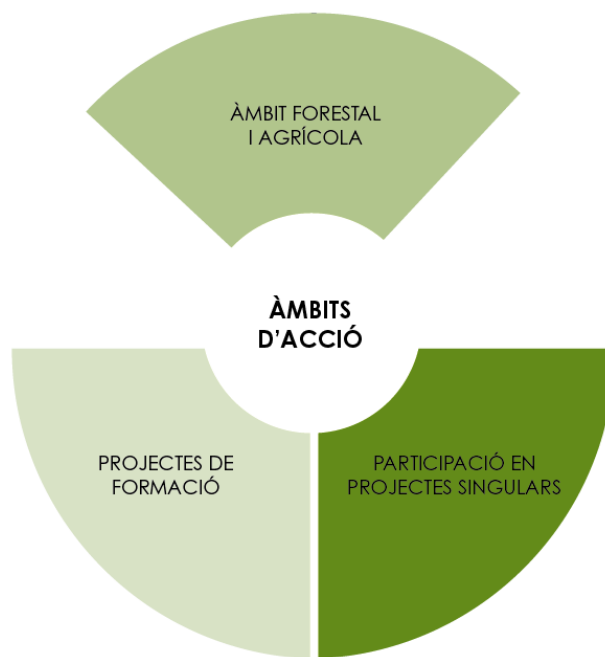 ÀMBIT FORESTAL
I AGRÍCOLA
ÀMBITS
D’ACCIÓ
PROJECTES DE
FORMACIÓ
PARTICIPACIÓ EN
PROJECTES SINGULARS